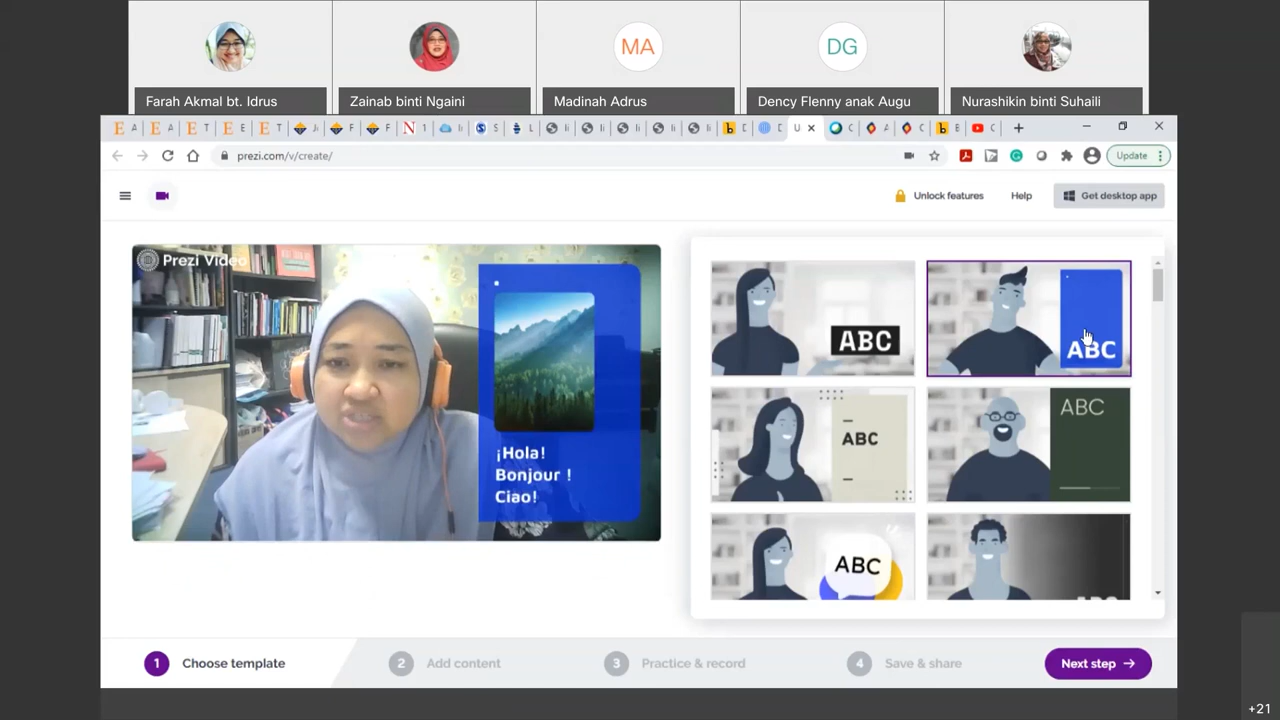 MA
DG
Farah Akmal bt. Idrus
Zainab binti Ngaini
Madinah Adrus
Dency Flenny anak Augu
Nurashikin binti Suhaili
prezi.com/v/create/
Update
Unlock features
Help
Get desktop app
Prezi Video
¡Hola!
Bonjour !
Ciao!
ABC
ABC
ABC
ABC
ABC
1
Choose template
2
Add content
3
Practice & record
4
Save & share
Next step
+21